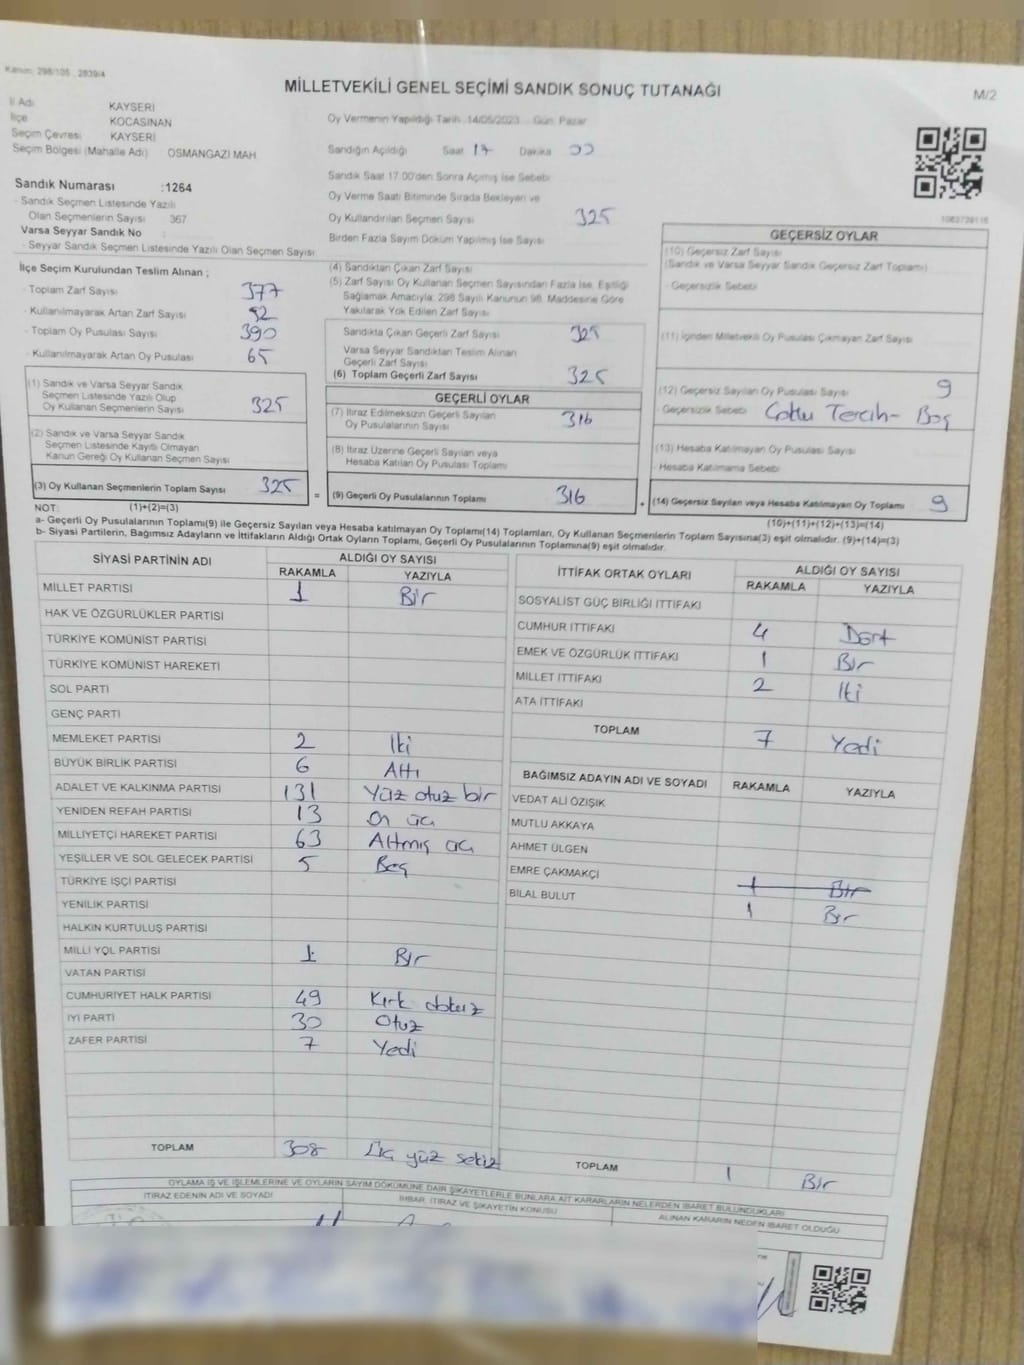 Kanun: 298/105 , 2839/4
MİLLETVEKİLİ GENEL SEÇİMİ SANDIK SONUÇ TUTANAĞI
M/2
İl Adı KAYSERİ
İlçe KOCASİNAN
Seçim Çevresi KAYSERİ
Seçim Bölgesi (Mahalle Adı) OSMANGAZİ MAH
Sandık Numarası :1264
- Sandık Seçmen Listesinde Yazılı
Olan Seçmenlerin Sayısı 367
Varsa Seyyar Sandık No :
- Seyyar Sandık Seçmen Listesinde Yazılı Olan Seçmen Sayısı
Oy Vermenin Yapıldığı Tarih :14/05/2023 Gün: Pazar
Sandığın Açıldığı Saat 17 Dakika 00
Sandık Saat 17:00'den Sonra Açılmış İse Sebebi
Oy Verme Saati Bitiminde Sırada Bekleyen ve
Oy Kullandırılan Seçmen Sayısı 325
Birden Fazla Sayım Döküm Yapılmış İse Sayısı
İlçe Seçim Kurulundan Teslim Alınan ;
- Toplam Zarf Sayısı 377
- Kullanılmayarak Artan Zarf Sayısı 52
- Toplam Oy Pusulası Sayısı 390
- Kullanılmayarak Artan Oy Pusulası 65
(1) Sandık ve Varsa Seyyar Sandık
Seçmen Listesinde Yazılı Olup
Oy Kullanan Seçmenlerin Sayısı 325
(2) Sandık ve Varsa Seyyar Sandık
Seçmen Listesinde Kayıtlı Olmayan
Kanun Gereği Oy Kullanan Seçmen Sayısı
(3) Oy Kullanan Seçmenlerin Toplam Sayısı 325
(4) Sandıktan Çıkan Zarf Sayısı
(5) Zarf Sayısı Oy Kullanan Seçmen Sayısından Fazla İse, Eşitliği
Sağlamak Amacıyla; 298 Sayılı Kanunun 98. Maddesine Göre
Yakılarak Yok Edilen Zarf Sayısı
Sandıkta Çıkan Geçerli Zarf Sayısı 325
Varsa Seyyar Sandıktan Teslim Alınan
Geçerli Zarf Sayısı
(6) Toplam Geçerli Zarf Sayısı 325
GEÇERLİ OYLAR
(7) İtiraz Edilmeksizin Geçerli Sayılan
Oy Pusulalarının Sayısı 316
(8) İtiraz Üzerine Geçerli Sayılan veya
Hesaba Katılan Oy Pusulası Toplamı
= (9) Geçerli Oy Pusulalarının Toplamı 316
GEÇERSİZ OYLAR
(10) Geçersiz Zarf Sayısı
(Sandık ve Varsa Seyyar Sandık Geçersiz Zarf Toplamı)
- Geçersizlik Sebebi
(11) İçinden Milletvekili Oy Pusulası Çıkmayan Zarf Sayısı
(12) Geçersiz Sayılan Oy Pusulası Sayısı 9
- Geçersizlik Sebebi Çoklu Tercih- Boş
(13) Hesaba Katılmayan Oy Pusulası Sayısı
- Hesaba Katılmama Sebebi
+ (14) Geçersiz Sayılan veya Hesaba Katılmayan Oy Toplamı 9
NOT: (1)+(2)=(3)
(10)+(11)+(12)+(13)=(14)
a- Geçerli Oy Pusulalarının Toplamı(9) ile Geçersiz Sayılan veya Hesaba katılmayan Oy Toplamı(14) Toplamları, Oy Kullanan Seçmenlerin Toplam Sayısına(3) eşit olmalıdır. (9)+(14)=(3)
b- Siyasi Partilerin, Bağımsız Adayların ve İttifakların Aldığı Ortak Oyların Toplamı, Geçerli Oy Pusulalarının Toplamına(9) eşit olmalıdır.
SİYASİ PARTİNİN ADI ALDIĞI OY SAYISI
RAKAMLA YAZIYLA
MİLLET PARTİSİ 1 Bir
HAK VE ÖZGÜRLÜKLER PARTİSİ
TÜRKİYE KOMÜNİST PARTİSİ
TÜRKİYE KOMÜNİST HAREKETİ
SOL PARTİ
GENÇ PARTİ
MEMLEKET PARTİSİ 2 İki
BÜYÜK BİRLİK PARTİSİ 6 Altı
ADALET VE KALKINMA PARTİSİ 131 Yüz otuz bir
YENİDEN REFAH PARTİSİ 13 On üç
MİLLİYETÇİ HAREKET PARTİSİ 63 Altmış üç
YEŞİLLER VE SOL GELECEK PARTİSİ 5 Beş
TÜRKİYE İŞÇİ PARTİSİ
YENİLİK PARTİSİ
HALKIN KURTULUŞ PARTİSİ
MİLLİ YOL PARTİSİ 1 Bir
VATAN PARTİSİ
CUMHURİYET HALK PARTİSİ 49 Kırk dokuz
İYİ PARTİ 30 Otuz
ZAFER PARTİSİ 7 Yedi
TOPLAM 308 Üç yüz sekiz
İTTİFAK ORTAK OYLARI ALDIĞI OY SAYISI
RAKAMLA YAZIYLA
SOSYALİST GÜÇ BİRLİĞİ İTTİFAKI
CUMHUR İTTİFAKI 4 Dört
EMEK VE ÖZGÜRLÜK İTTİFAKI 1 Bir
MİLLET İTTİFAKI 2 İki
ATA İTTİFAKI
TOPLAM 7 Yedi
BAĞIMSIZ ADAYIN ADI VE SOYADI RAKAMLA YAZIYLA
VEDAT ALİ ÖZIŞIK
MUTLU AKKAYA
AHMET ÜLGEN
EMRE ÇAKMAKÇI 1 Bir
BİLAL BULUT 1 Bir
TOPLAM 1 Bir
OYLAMA İŞ VE İŞLEMLERİNE VE OYLARIN SAYIM DÖKÜMÜNE DAİR ŞİKAYETLERLE BUNLARA AİT KARARLARIN NELERDEN İBARET BULUNDUKLARI
İTİRAZ EDENİN ADI VE SOYADI İHBAR, İTİRAZ VE ŞİKAYETİN KONUSU ALINAN KARARIN NEDEN İBARET OLDUĞU